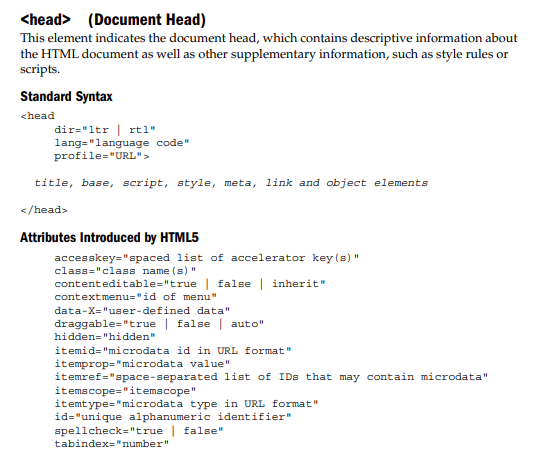 <head> (Document Head)
This element indicates the document head, which contains descriptive information about
the HTML document as well as other supplementary information, such as style rules or
scripts.
Standard Syntax
<head
dir="ltr | rtl"
lang="language code"
profile="URL">
title, base, script, style, meta, link and object elements
</head>
Attributes Introduced by HTML5
accesskey="spaced list of accelerator key(s)"
class="class name(s)"
contenteditable="true | false | inherit"
contextmenu="id of menu"
data-X="user-defined data"
draggable="true | false | auto"
hidden="hidden"
itemid="microdata id in URL format"
itemprop="microdata value"
itemref="space-separated list of IDs that may contain microdata"
itemscope="itemscope"
itemtype="microdata type in URL format"
id="unique alphanumeric identifier"
spellcheck="true | false"
tabindex="number"